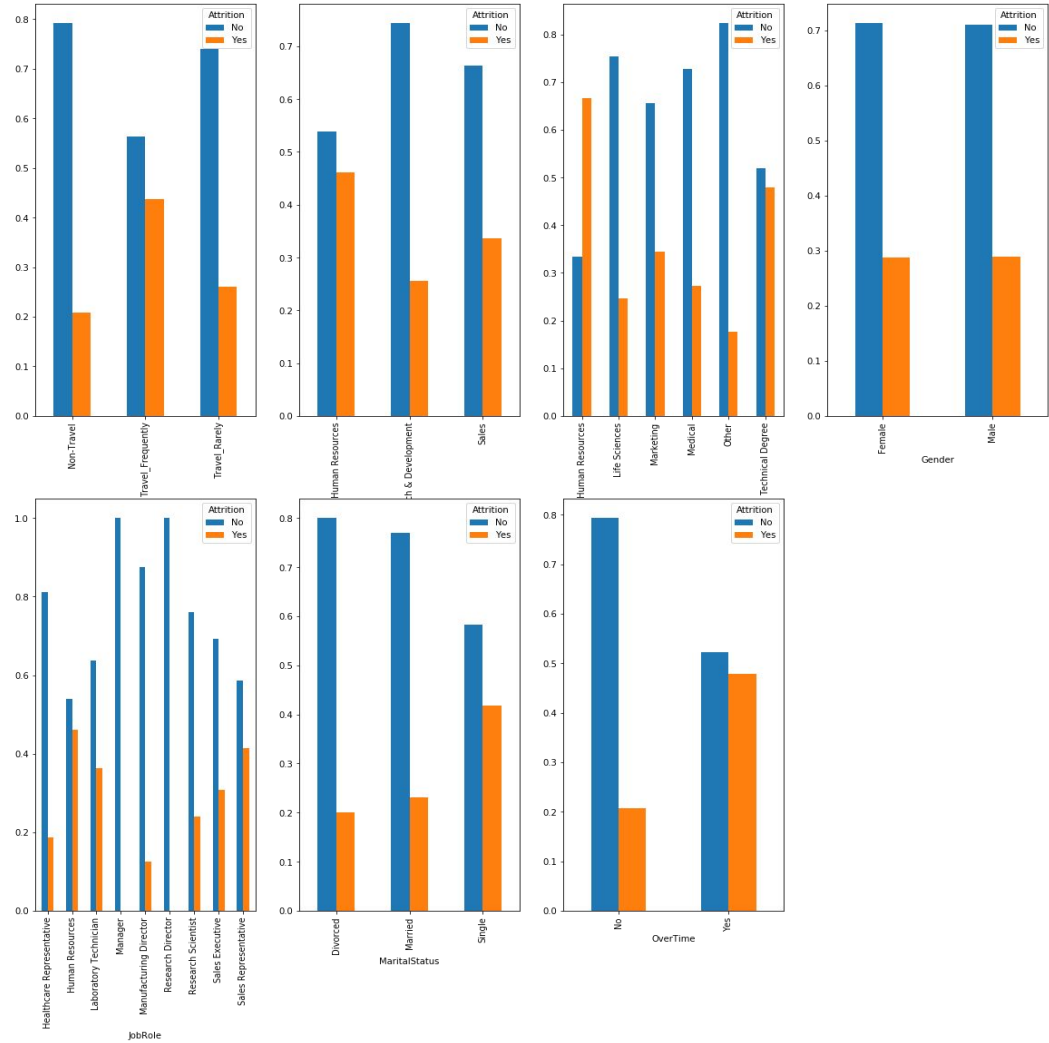 Attrition
No
Yes
0.8
0.7
0.6
0.5
0.4
0.3
0.2
0.1
0.0
Non-Travel
Travel_Frequently
Travel_Rarely
Attrition
No
Yes
0.7
0.6
0.5
0.4
0.3
0.2
0.1
0.0
Human Resources
ch & Development
Sales
Attrition
No
Yes
0.8
0.7
0.6
0.5
0.4
0.3
0.2
0.1
0.0
Human Resources
Life Sciences
Marketing
Medical
Other
Technical Degree
Attrition
No
Yes
0.7
0.6
0.5
0.4
0.3
0.2
0.1
0.0
Female
Male
Gender
Attrition
No
Yes
1.0
0.8
0.6
0.4
0.2
0.0
Healthcare Representative
Human Resources
Laboratory Technician
Manager
Manufacturing Director
Research Director
Research Scientist
Sales Executive
Sales Representative
JobRole
Attrition
No
Yes
0.8
0.7
0.6
0.5
0.4
0.3
0.2
0.1
0.0
Divorced
Married
Single
MaritalStatus
Attrition
No
Yes
0.8
0.7
0.6
0.5
0.4
0.3
0.2
0.1
0.0
No
Yes
OverTime